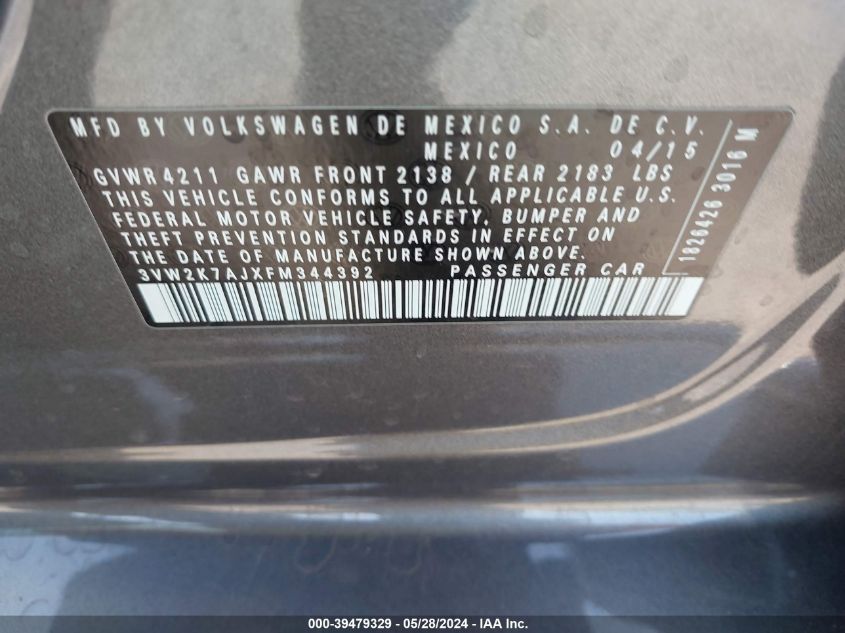 MFD BY VOLKSWAGEN DE MEXICO S.A. DE C.V.
MEXICO 04/15
GVWR 4211 GAWR FRONT 2138 / REAR 2183 LBS
THIS VEHICLE CONFORMS TO ALL APPLICABLE U.S.
FEDERAL MOTOR VEHICLE SAFETY, BUMPER AND
THEFT PREVENTION STANDARDS IN EFFECT ON
THE DATE OF MANUFACTURE SHOWN ABOVE.
3VW2K7AJXFM344392 PASSENGER CAR
1826426 3016 M
000-39479329 — 05/28/2024 — IAA Inc.